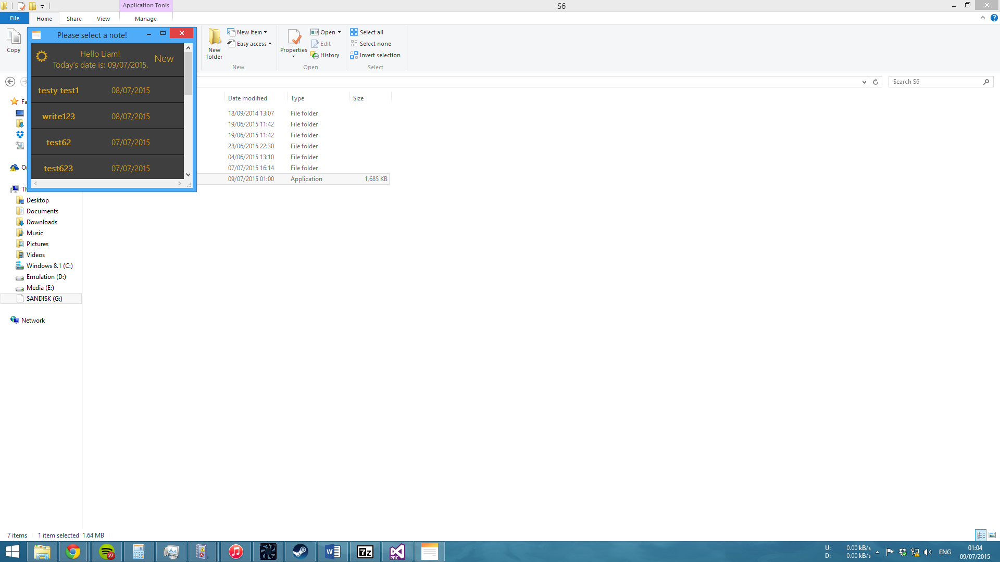 Application Tools
S6
File
Home
Share
View
Manage
Copy
New
folder
New item
Easy access
New
Properties
Open
Edit
History
Open
Select all
Select none
Invert selection
Select
Please select a note!
Hello Liam!
Today's date is: 09/07/2015.
New
testy test1 08/07/2015
write123 08/07/2015
test62 07/07/2015
test623 07/07/2015
Search S6
Date modified Type Size
18/09/2014 13:07 File folder
19/06/2015 11:42 File folder
19/06/2015 11:42 File folder
28/06/2015 22:30 File folder
04/06/2015 13:10 File folder
07/07/2015 16:14 File folder
09/07/2015 01:00 Application 1,685 KB
Desktop
Documents
Downloads
Music
Pictures
Videos
Windows 8.1 (C:)
Emulation (D:)
Media (E:)
SANDISK (G:)
Network
7 items 1 item selected 1.64 MB
27
W
7z
PRE
U: 0.00 kB/s
D: 0.00 kB/s
ENG
01:04
09/07/2015